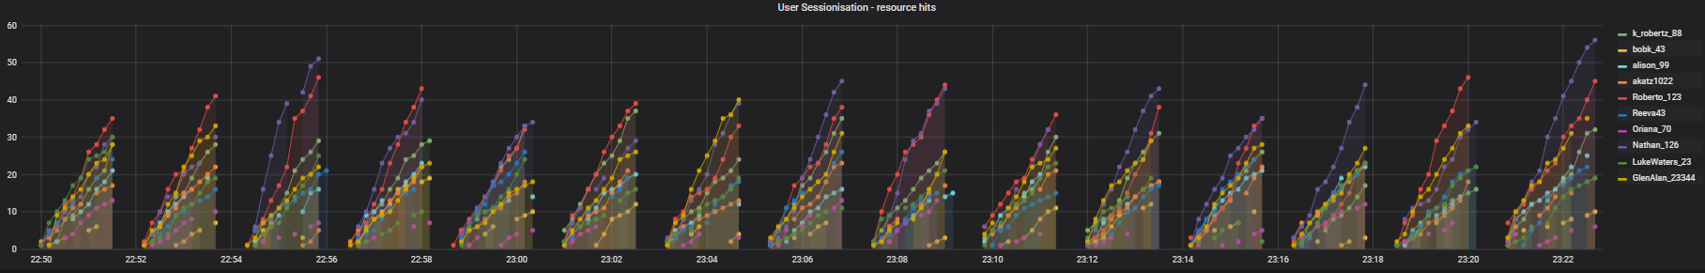 User Sessionisation - resource hits
60
50
40
30
20
10
0
22:50 22:52 22:54 22:56 22:58 23:00 23:02 23:04 23:06 23:08 23:10 23:12 23:14 23:16 23:18 23:20 23:22
k_robertz_88
bobk_43
alison_99
akatz1022
Roberto_123
Reeva43
Oriana_70
Nathan_126
LukeWaters_23
GlenAlan_23344